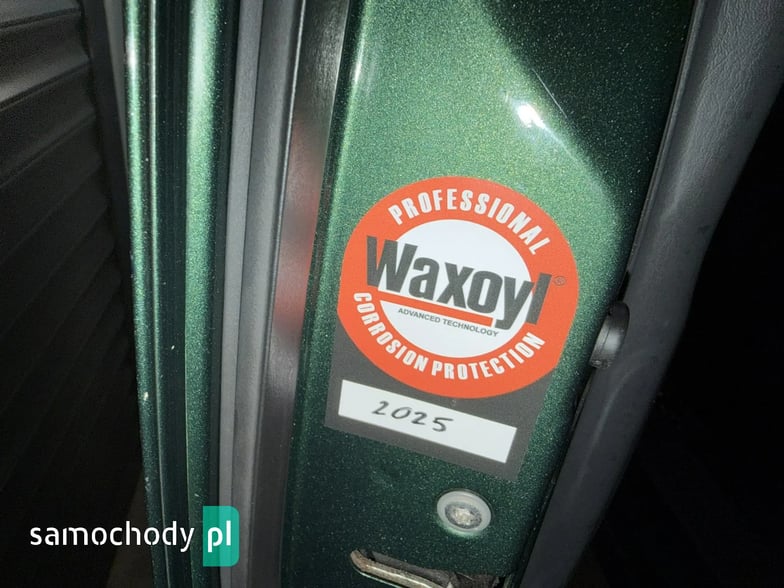 PROFESSIONAL
Waxoyl®
ADVANCED TECHNOLOGY
CORROSION PROTECTION
2025
samochody pl